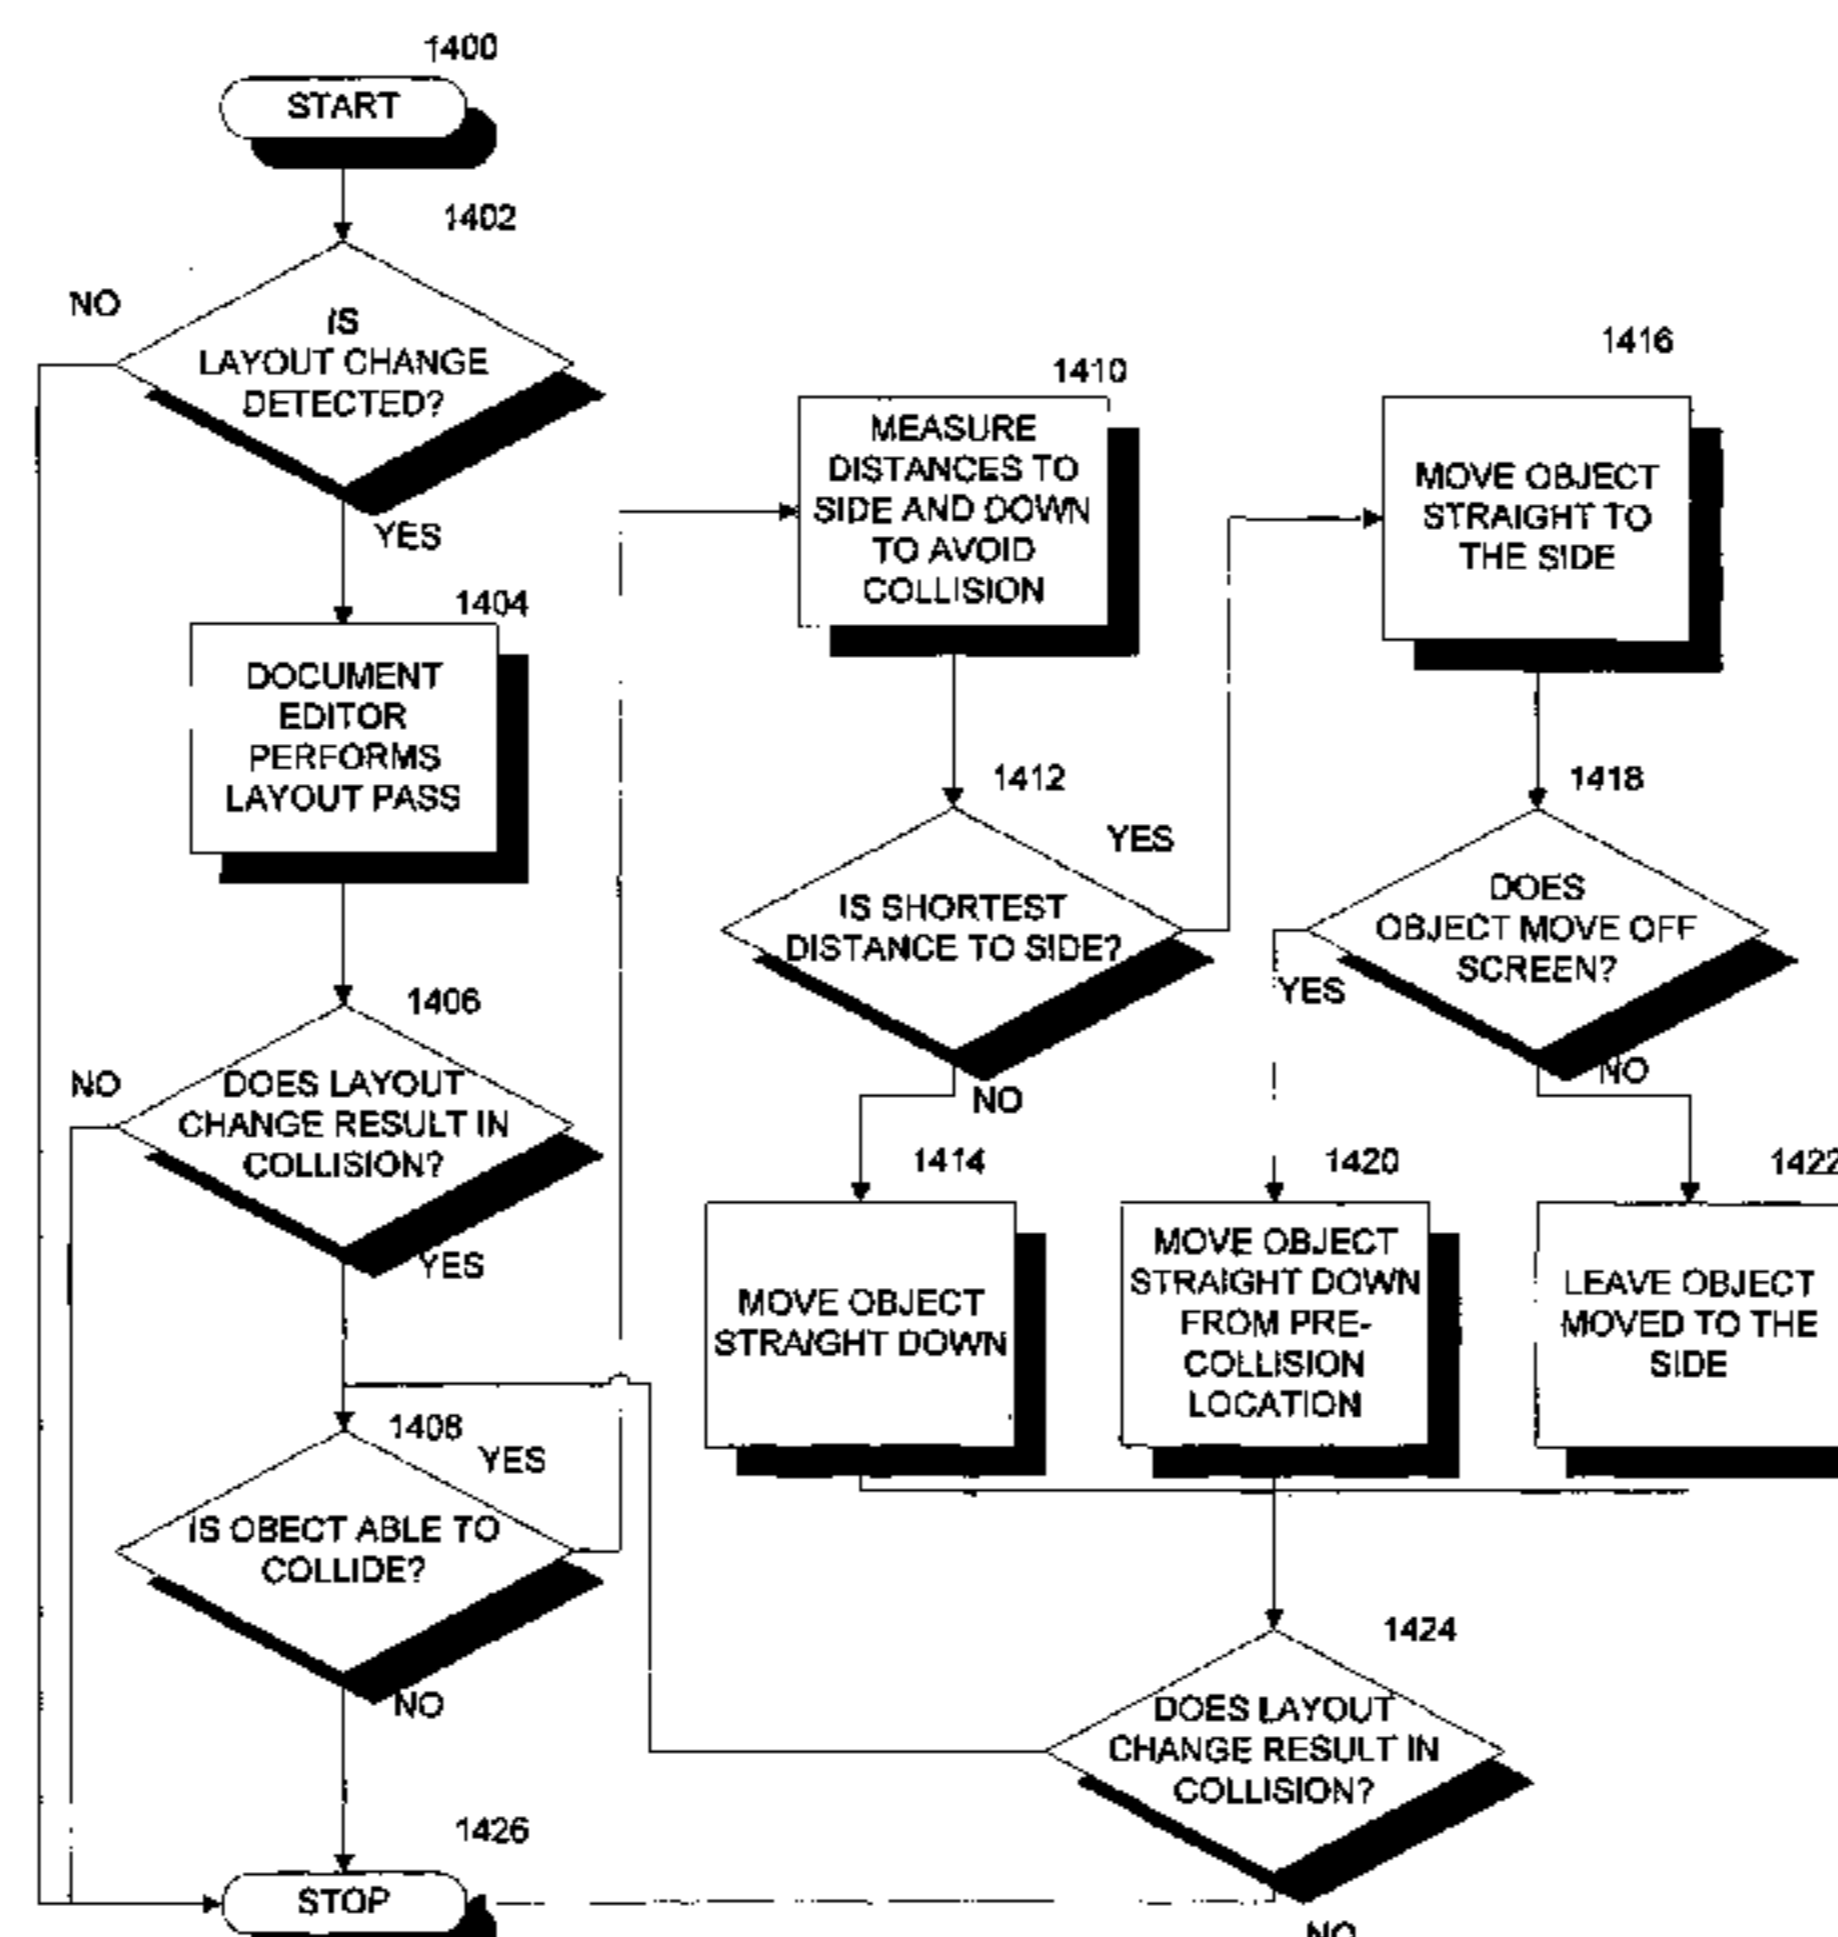 1400
START
1402
NO
IS
LAYOUT CHANGE
DETECTED?
YES
1404
DOCUMENT
EDITOR
PERFORMS
LAYOUT PASS
1406
NO
DOES LAYOUT
CHANGE RESULT IN
COLLISION?
YES
1408
YES
IS OBECT ABLE TO
COLLIDE?
NO
1426
STOP
1410
MEASURE
DISTANCES TO
SIDE AND DOWN
TO AVOID
COLLISION
1412
YES
IS SHORTEST
DISTANCE TO SIDE?
NO
1414
MOVE OBJECT
STRAIGHT DOWN
1416
MOVE OBJECT
STRAIGHT TO
THE SIDE
1418
DOES
OBJECT MOVE OFF
SCREEN?
YES
NO
1420
MOVE OBJECT
STRAIGHT DOWN
FROM PRE-
COLLISION
LOCATION
1422
LEAVE OBJECT
MOVED TO THE
SIDE
1424
DOES LAYOUT
CHANGE RESULT IN
COLLISION?
NO